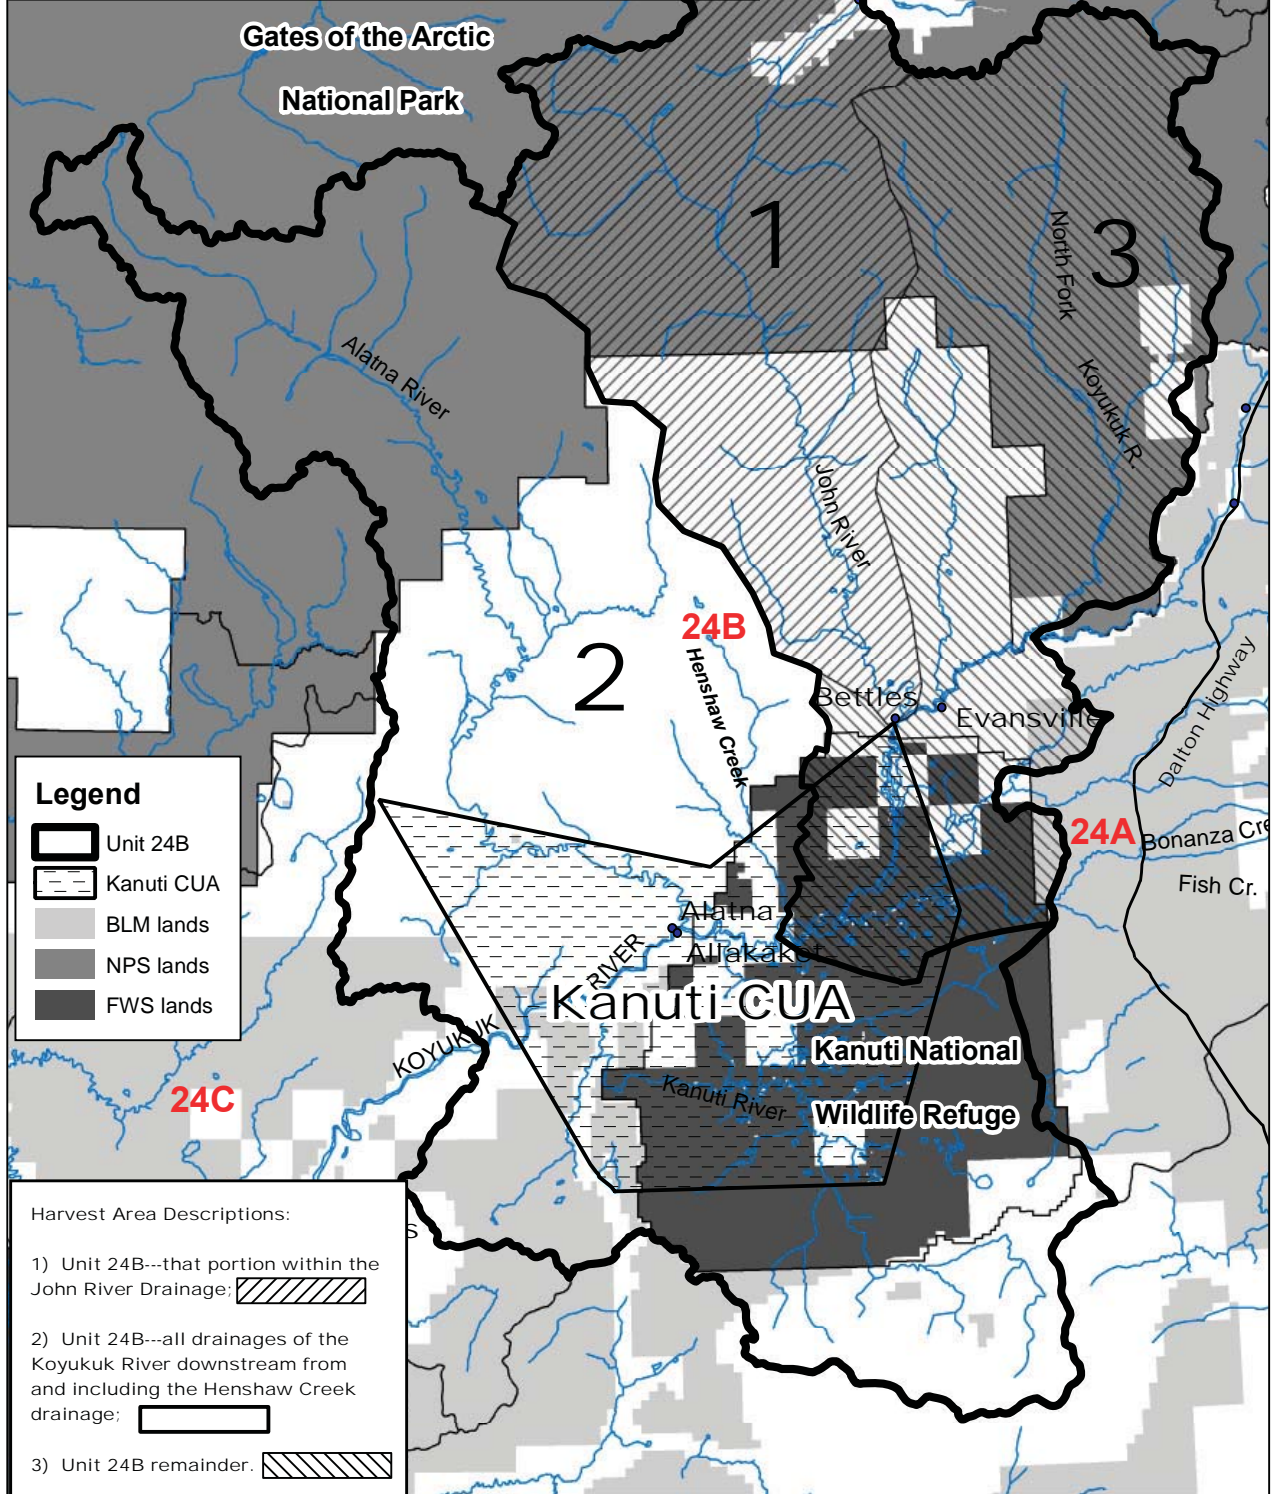 Gates of the Arctic
National Park
1
3
North Fork
Koyukuk R.
Alatna River
John River
24B
2
Henshaw Creek
Bettles
Evansville
Dalton Highway
24A
Bonanza Cre
Fish Cr.
Legend
Unit 24B
Kanuti CUA
BLM lands
NPS lands
FWS lands
Alatna
Allakaket
KOYUKUK RIVER
Kanuti CUA
Kanuti National
Wildlife Refuge
Kanuti River
24C
S
Harvest Area Descriptions:
1) Unit 24B---that portion within the
John River Drainage;
2) Unit 24B---all drainages of the
Koyukuk River downstream from
and including the Henshaw Creek
drainage;
3) Unit 24B remainder.